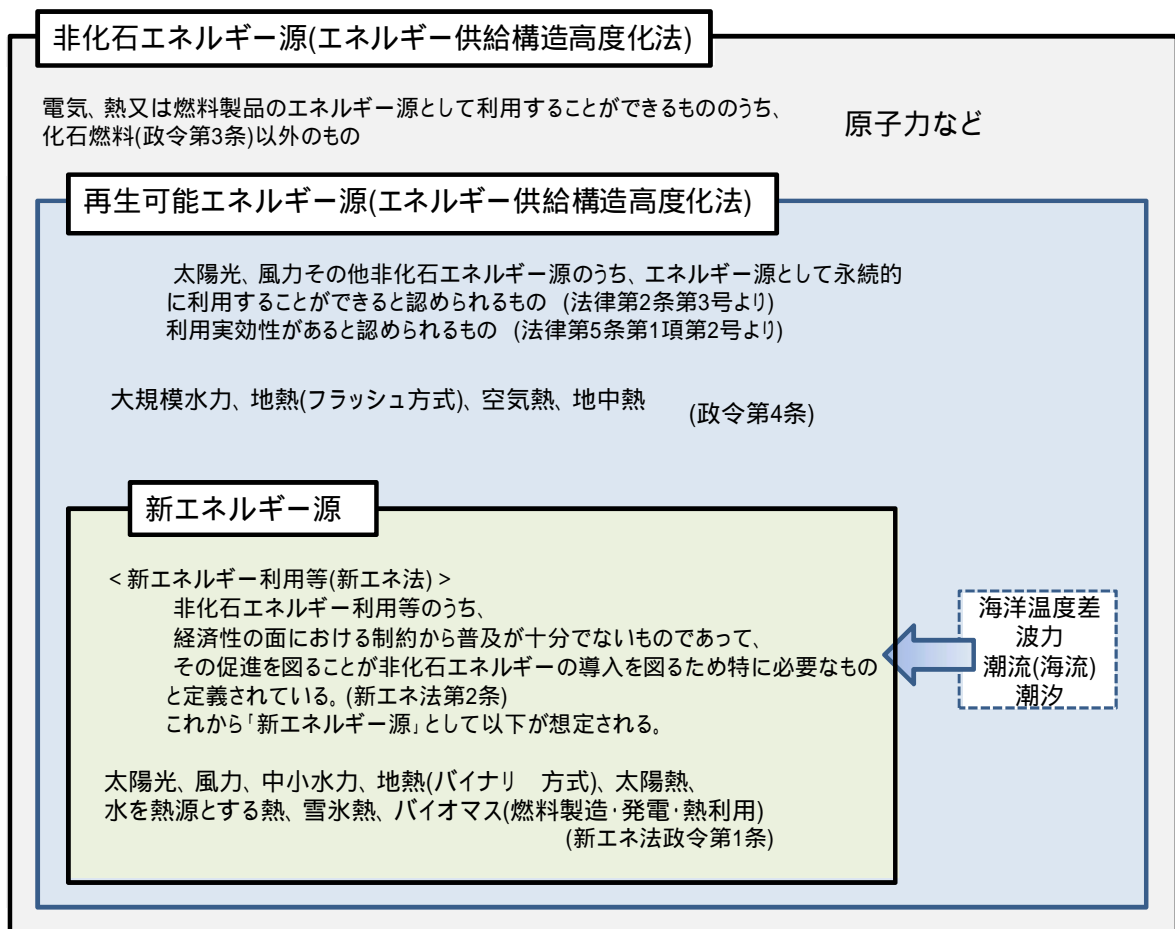 非化石エネルギー源(エネルギー供給構造高度化法)
電気、熱又は燃料製品のエネルギー源として利用することができるもののうち、
化石燃料(政令第3条)以外のもの
原子力など
再生可能エネルギー源(エネルギー供給構造高度化法)
太陽光、風力その他非化石エネルギー源のうち、エネルギー源として永続的
に利用することができると認められるもの (法律第2条第3号より)
利用実効性があると認められるもの (法律第5条第1項第2号より)
大規模水力、地熱(フラッシュ方式)、空気熱、地中熱
(政令第4条)
新エネルギー源
<新エネルギー利用等(新エネ法)>
非化石エネルギー利用等のうち、
経済性の面における制約から普及が十分でないものであって、
その促進を図ることが非化石エネルギーの導入を図るため特に必要なもの
と定義されている。(新エネ法第2条)
これから「新エネルギー源」として以下が想定される。
太陽光、風力、中小水力、地熱(バイナリ 方式)、太陽熱、
水を熱源とする熱、雪氷熱、バイオマス(燃料製造・発電・熱利用)
(新エネ法政令第1条)
海洋温度差
波力
潮流(海流)
潮汐